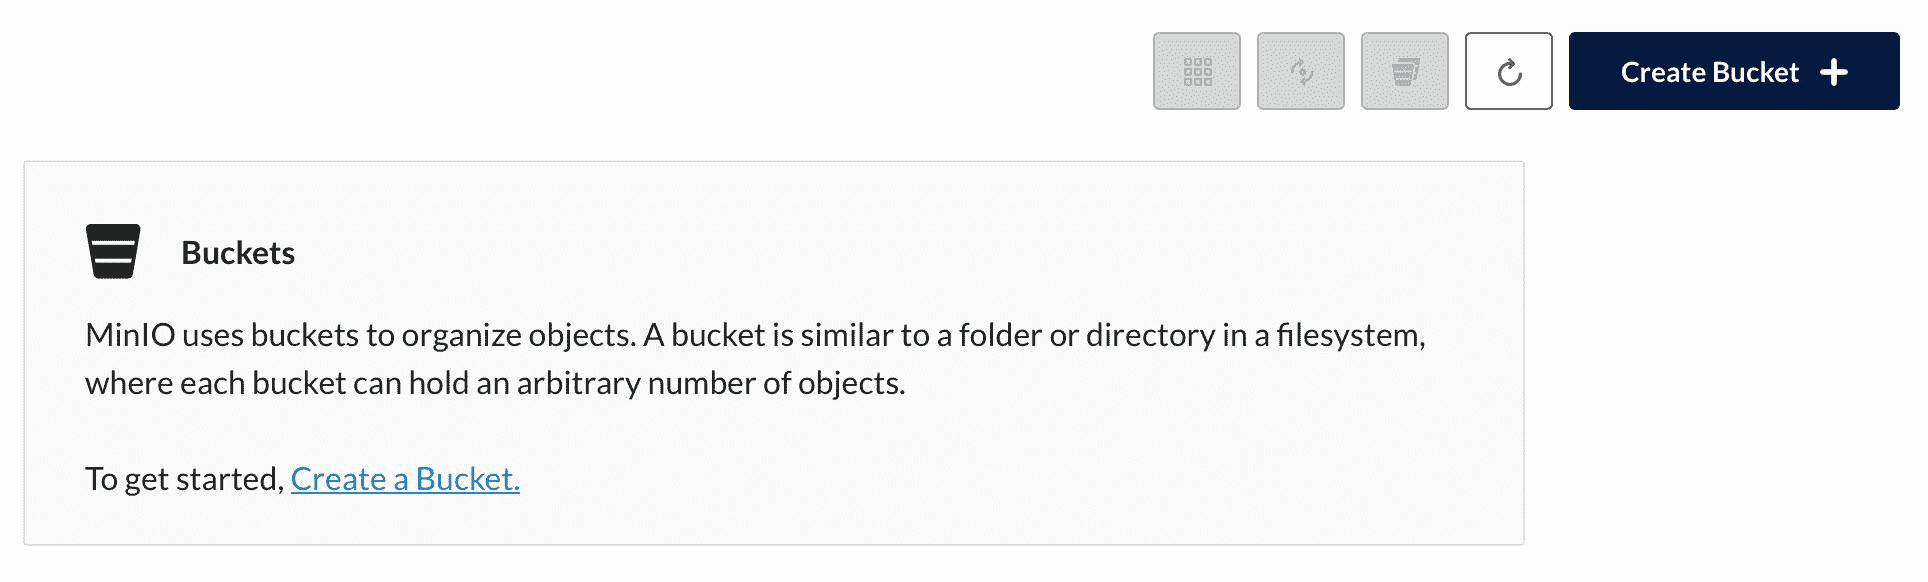 Create Bucket
Buckets
MinIO uses buckets to organize objects. A bucket is similar to a folder or directory in a filesystem,
where each bucket can hold an arbitrary number of objects.
To get started, Create a Bucket.